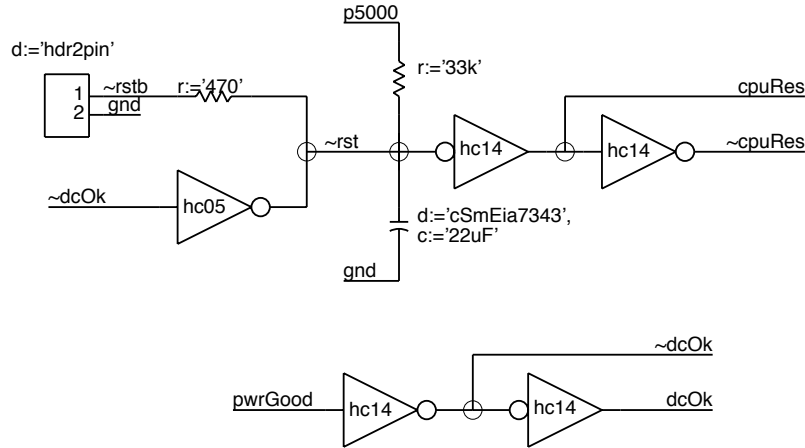 p5000
d:='hdr2pin'
r:='33k'
1 ~rstb r:='470' cpuRes
2 gnd
~rst hc14 hc14 ~cpuRes
~dcOk hc05
d:='cSmEia7343',
c:='22uF'
gnd
~dcOk
pwrGood hc14 hc14 dcOk